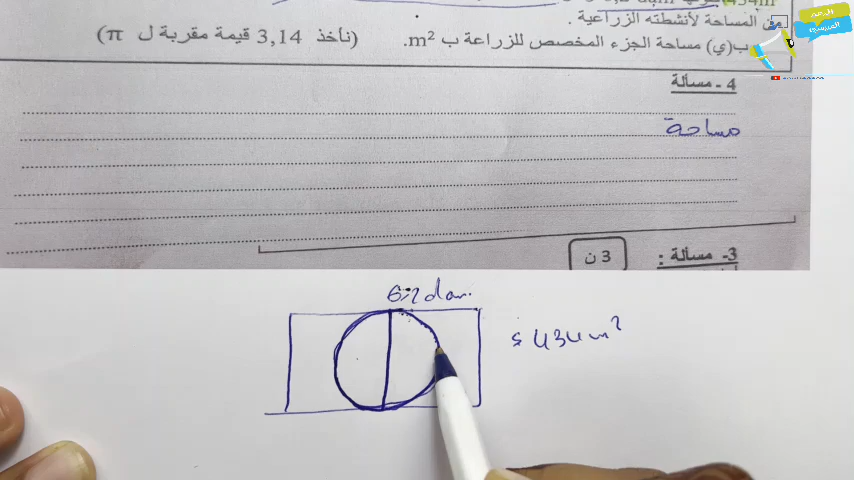 من المساحة لأنشطته الزراعية .
ب(ي) مساحة الجزء المخصص للزراعة ب m². (نأخذ 3,14 قيمة مقربة ل π)
4 - مسألة
مساحة
3- مسألة :
3 ن
6,2 dam.
s 434 m²